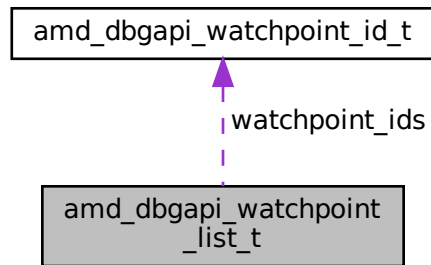 amd_dbgapi_watchpoint_id_t
watchpoint_ids
amd_dbgapi_watchpoint
_list_t